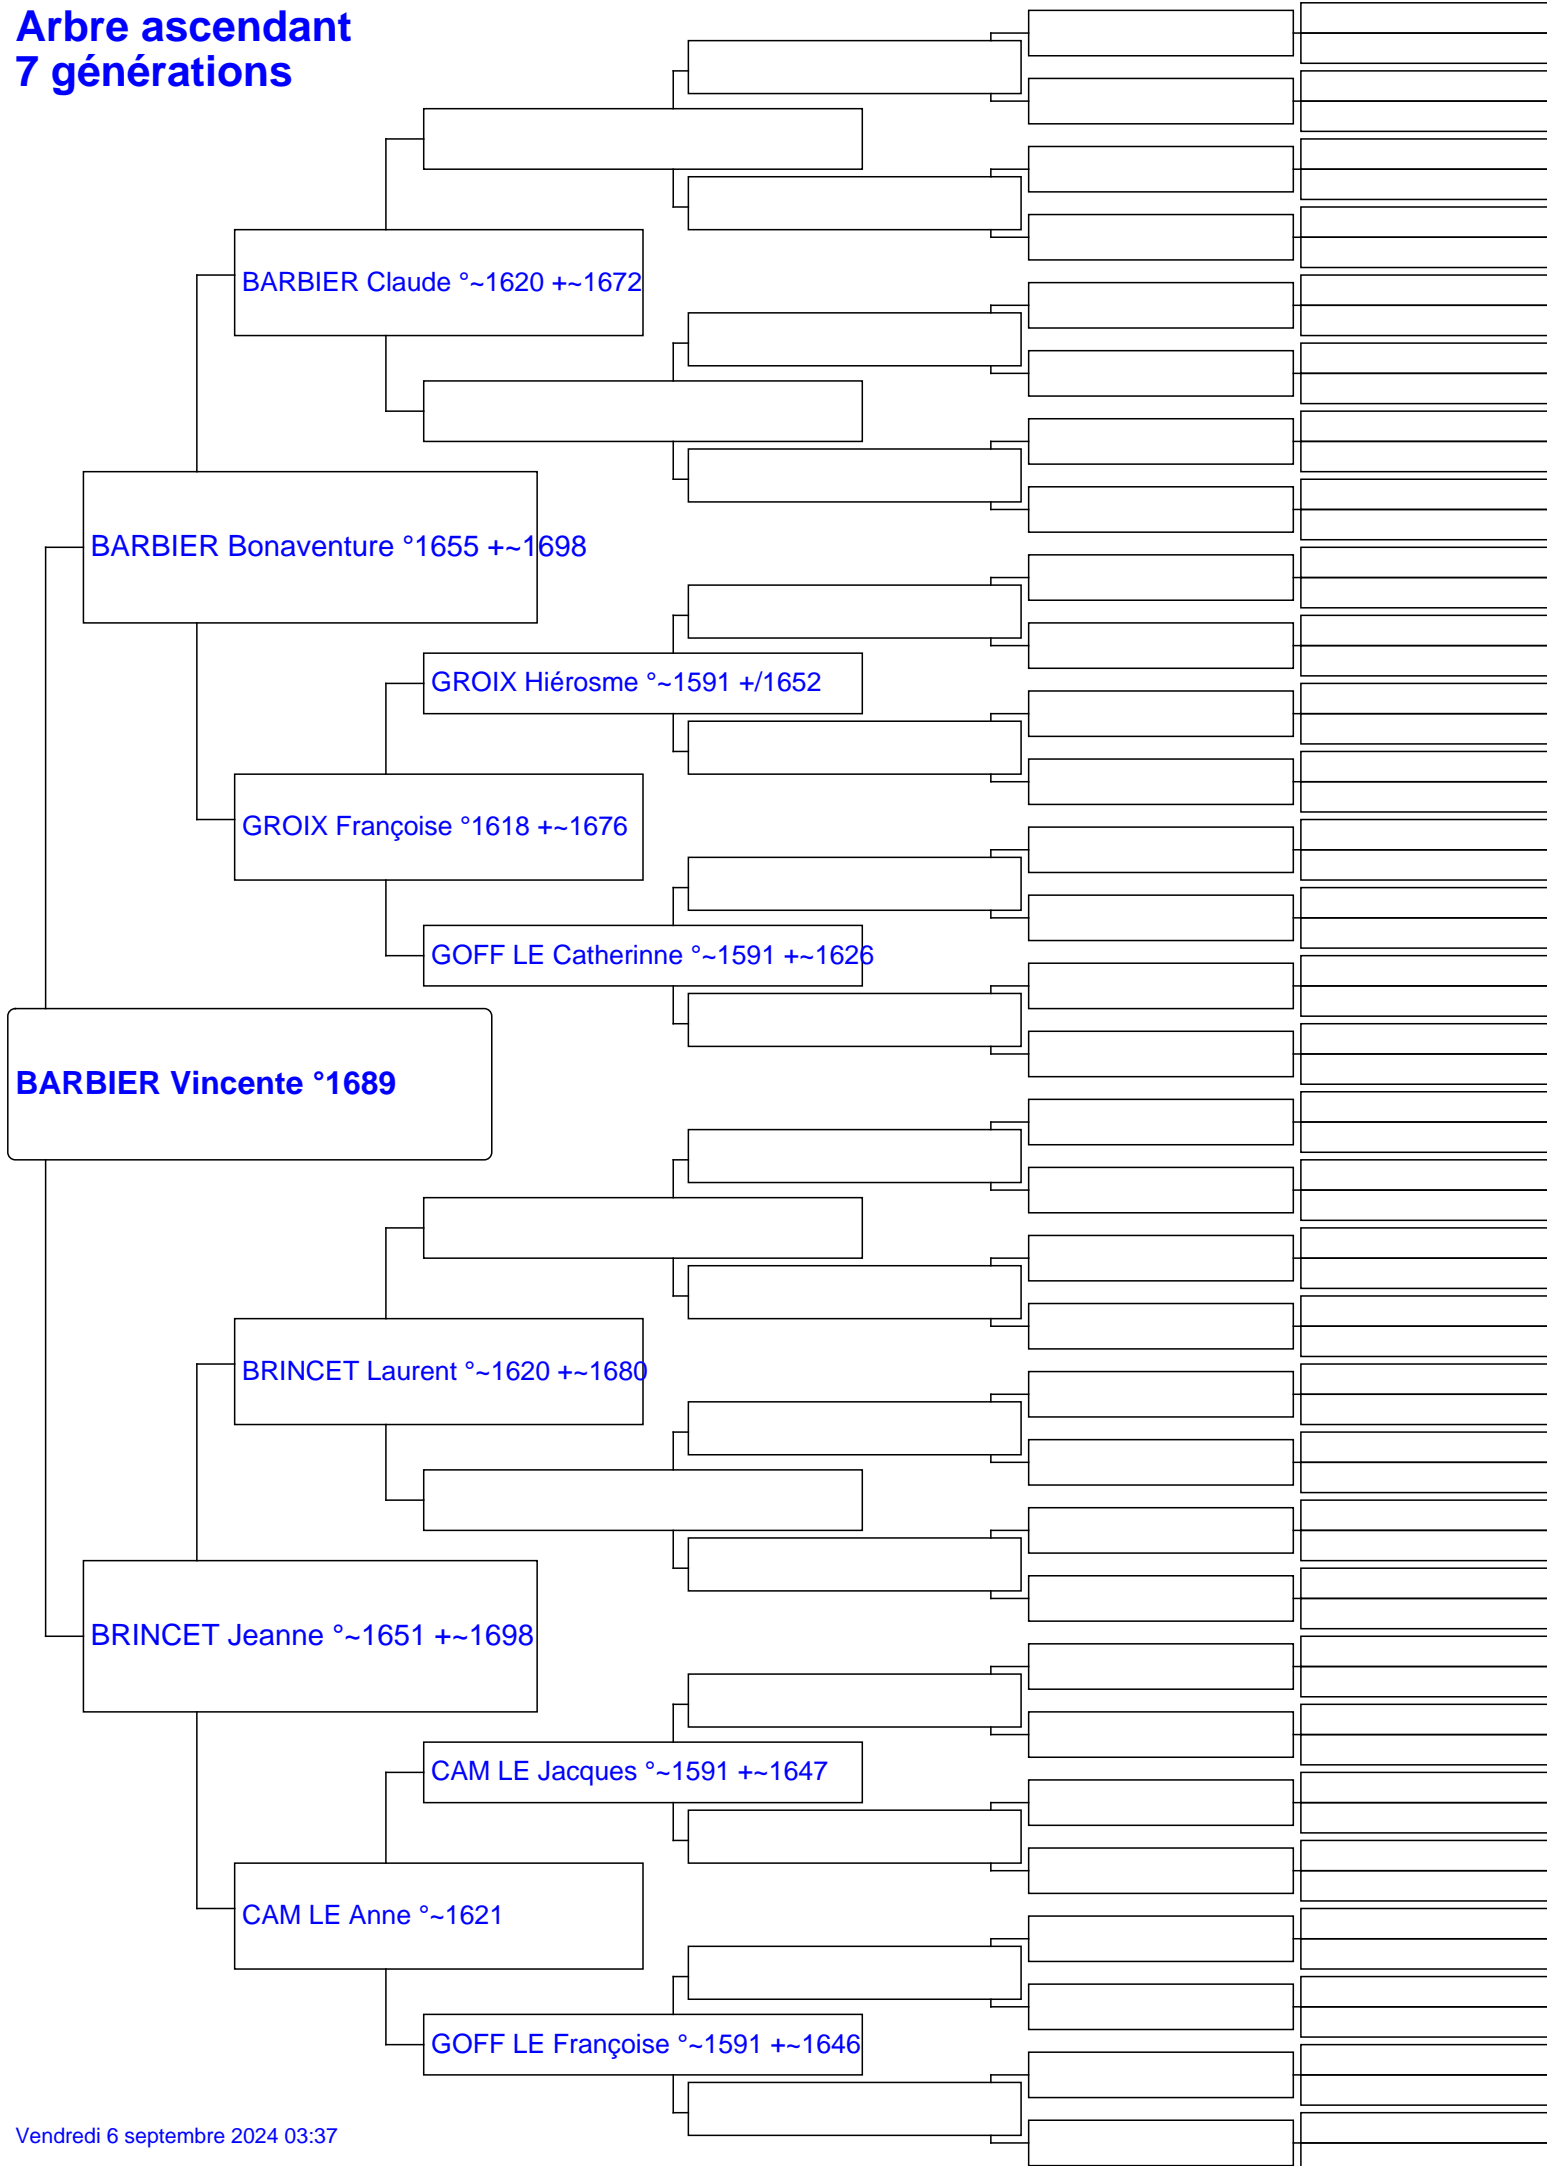 Arbre ascendant
7 générations
BARBIER Claude °~1620 +~1672
BARBIER Bonaventure °1655 +~1698
GROIX Hiérosme °~1591 +/1652
GROIX Françoise °1618 +~1676
GOFF LE Catherinne °~1591 +~1626
BARBIER Vincente °1689
BRINCET Laurent °~1620 +~1680
BRINCET Jeanne °~1651 +~1698
CAM LE Jacques °~1591 +~1647
CAM LE Anne °~1621
GOFF LE Françoise °~1591 +~1646
Vendredi 6 septembre 2024 03:37